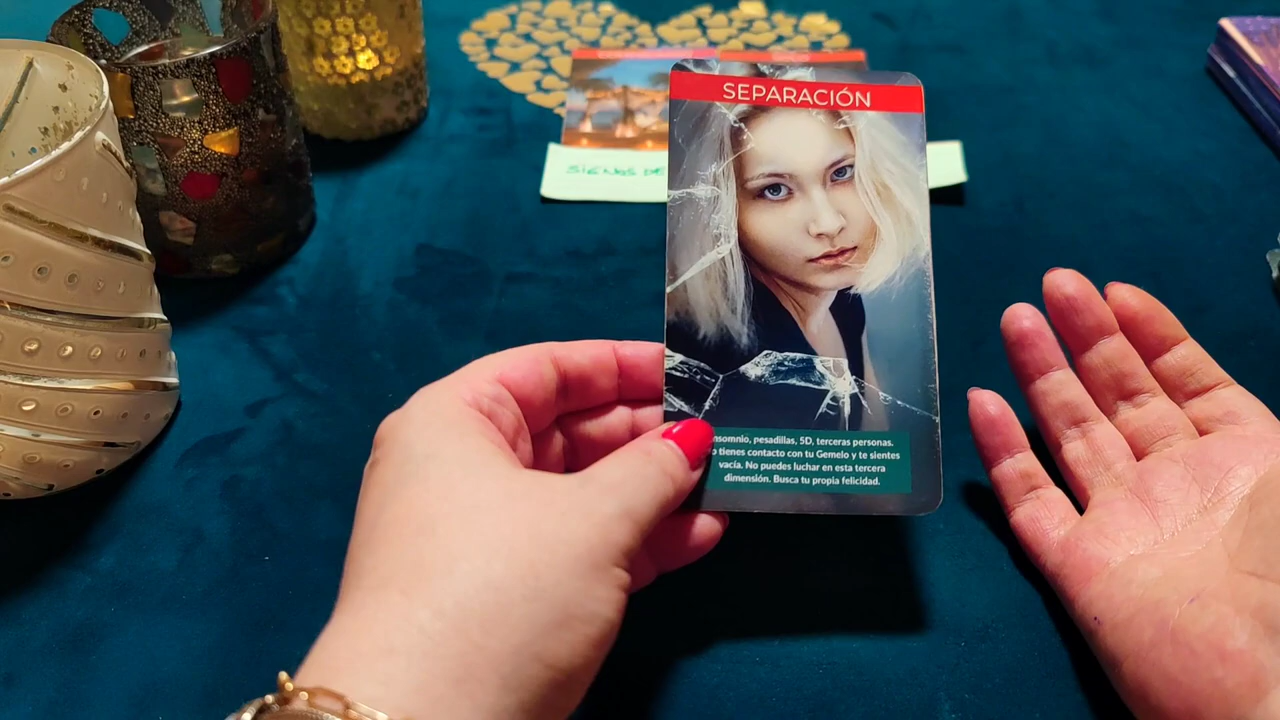 SEPARACIÓN
SIGNOS DE
nsomnio, pesadillas, 5D, terceras personas.
o tienes contacto con tu Gemelo y te sientes
vacía. No puedes luchar en esta tercera
dimensión. Busca tu propia felicidad.